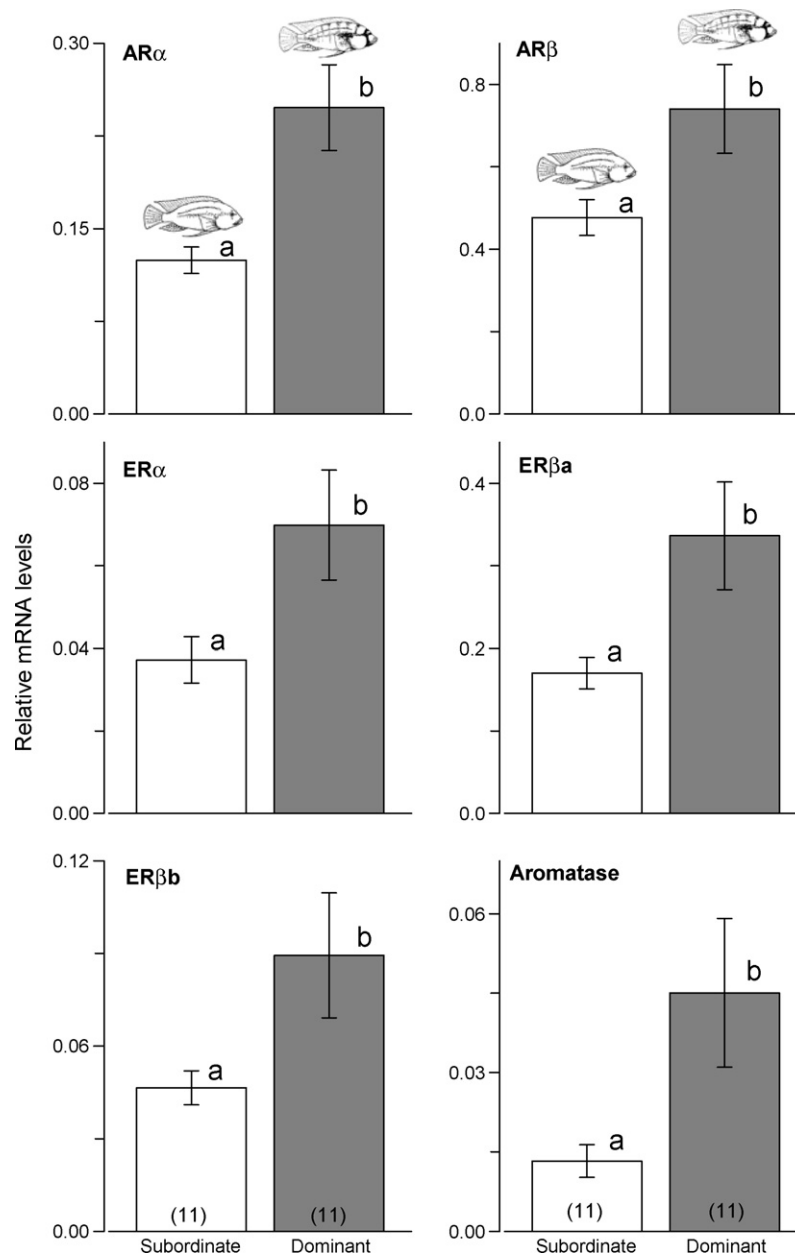 Relative mRNA levels
ARα
0.30
0.15
0.00
a
b
ARβ
0.8
0.4
0.0
a
b
ERα
0.08
0.04
0.00
a
b
ERβa
0.4
0.2
0.0
a
b
ERβb
0.12
0.06
0.00
a
b
(11)
(11)
Subordinate
Dominant
Aromatase
0.06
0.03
0.00
a
b
(11)
(11)
Subordinate
Dominant